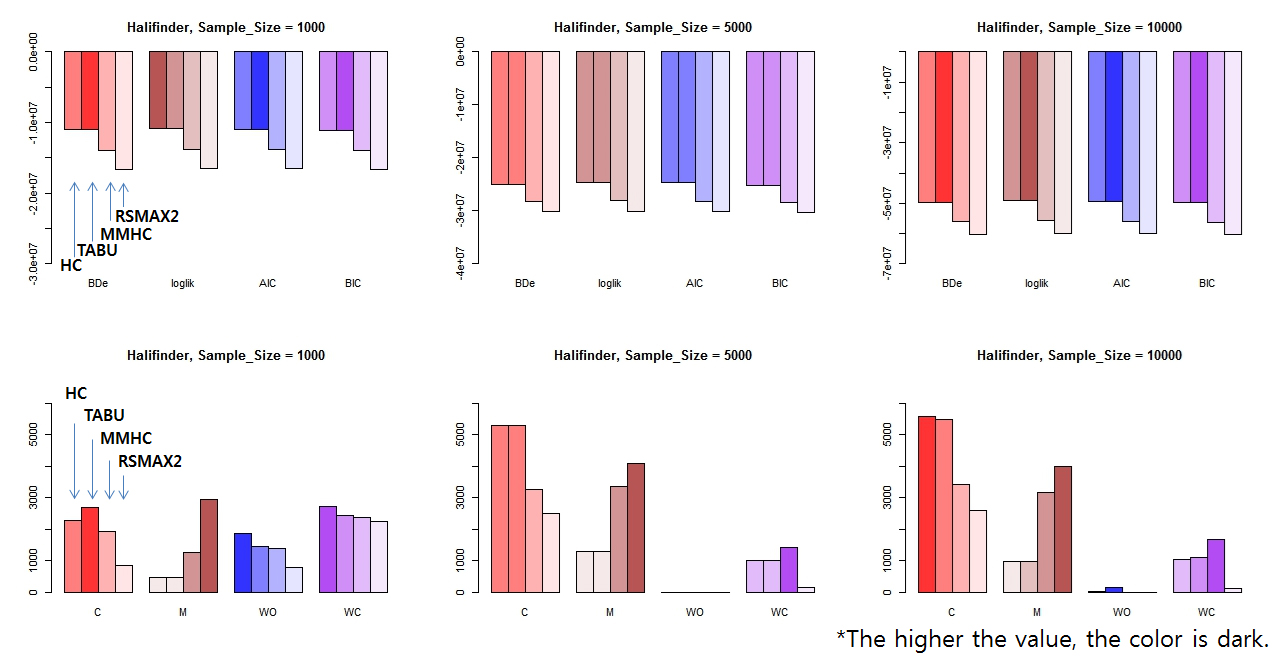 Halifinder, Sample_Size = 1000
0.0e+00
-1.0e+07
-2.0e+07
-3.0e+07
RSMAX2
MMHC
TABU
HC
BDe loglik AIC BIC
Halifinder, Sample_Size = 5000
0e+00
-1e+07
-2e+07
-3e+07
-4e+07
BDe loglik AIC BIC
Halifinder, Sample_Size = 10000
-1e+07
-3e+07
-5e+07
-7e+07
BDe loglik AIC BIC
Halifinder, Sample_Size = 1000
HC
TABU
MMHC
RSMAX2
5000
3000
1000
0
C M WO WC
Halifinder, Sample_Size = 5000
5000
3000
1000
0
C M WO WC
Halifinder, Sample_Size = 10000
5000
3000
1000
0
C M WO WC
*The higher the value, the color is dark.